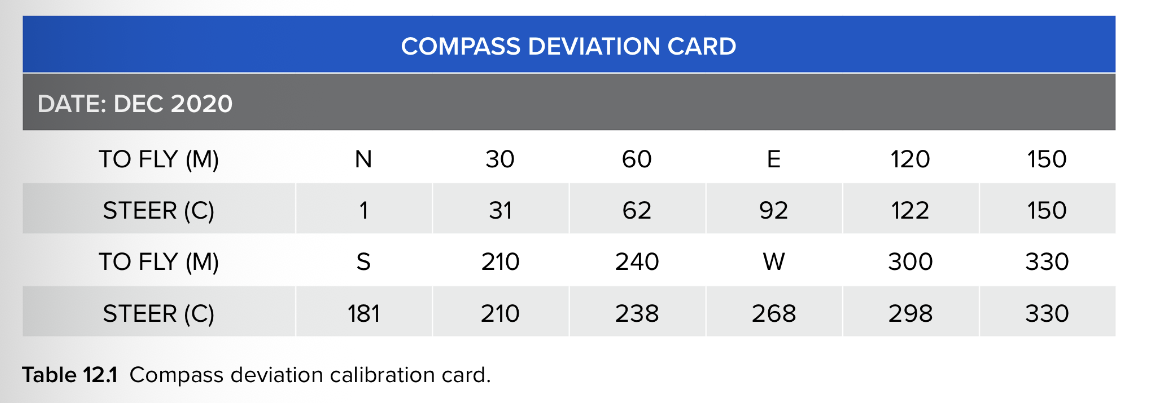 COMPASS DEVIATION CARD
DATE: DEC 2020
TO FLY (M) N 30 60 E 120 150
STEER (C) 1 31 62 92 122 150
TO FLY (M) S 210 240 W 300 330
STEER (C) 181 210 238 268 298 330
Table 12.1 Compass deviation calibration card.